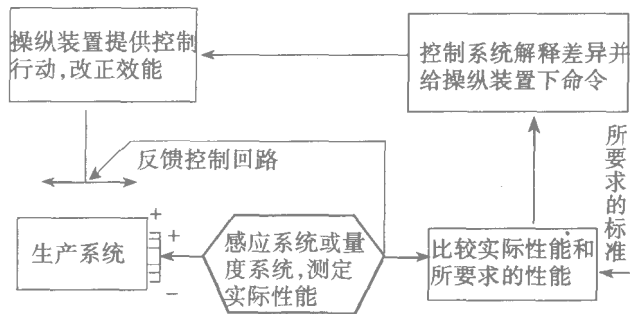 操纵装置提供控制
行动,改正效能
控制系统解释差异并
给操纵装置下命令
反馈控制回路
所要求的标准
+
+
生产系统
−
感应系统或量
度系统,测定
实际性能
比较实际性能和
所要求的性能